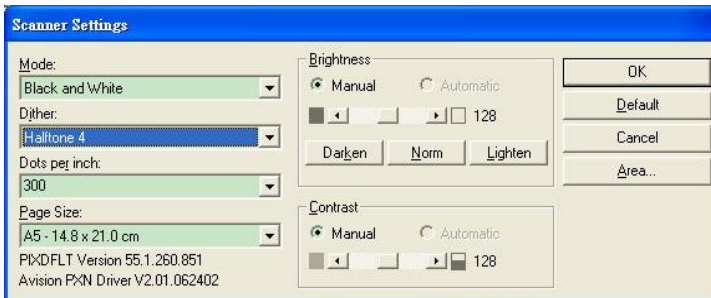 Scanner Settings
Mode:
Black and White
Dither:
Halftone 4
Dots per inch:
300
Page Size:
A5 - 14.8 x 21.0 cm
PIXDFLT Version 55.1.260.851
Avision PXN Driver V2.01.062402
Brightness
Manual Automatic
128
Darken Norm Lighten
Contrast
Manual Automatic
128
OK
Default
Cancel
Area...